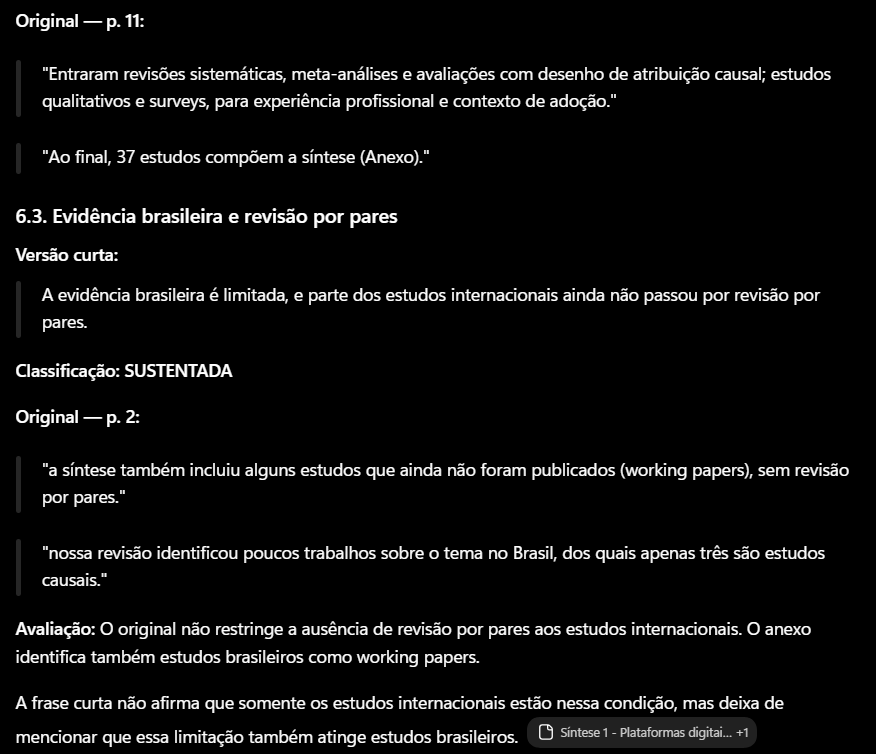 Original — p. 11:
"Entraram revisões sistemáticas, meta-análises e avaliações com desenho de atribuição causal; estudos
qualitativos e surveys, para experiência profissional e contexto de adoção."
"Ao final, 37 estudos compõem a síntese (Anexo)."
6.3. Evidência brasileira e revisão por pares
Versão curta:
A evidência brasileira é limitada, e parte dos estudos internacionais ainda não passou por revisão por
pares.
Classificação: SUSTENTADA
Original — p. 2:
"a síntese também incluiu alguns estudos que ainda não foram publicados (working papers), sem revisão
por pares."
"nossa revisão identificou poucos trabalhos sobre o tema no Brasil, dos quais apenas três são estudos
causais."
Avaliação: O original não restringe a ausência de revisão por pares aos estudos internacionais. O anexo
identifica também estudos brasileiros como working papers.
A frase curta não afirma que somente os estudos internacionais estão nessa condição, mas deixa de
mencionar que essa limitação também atinge estudos brasileiros. Síntese 1 - Plataformas digitai... +1